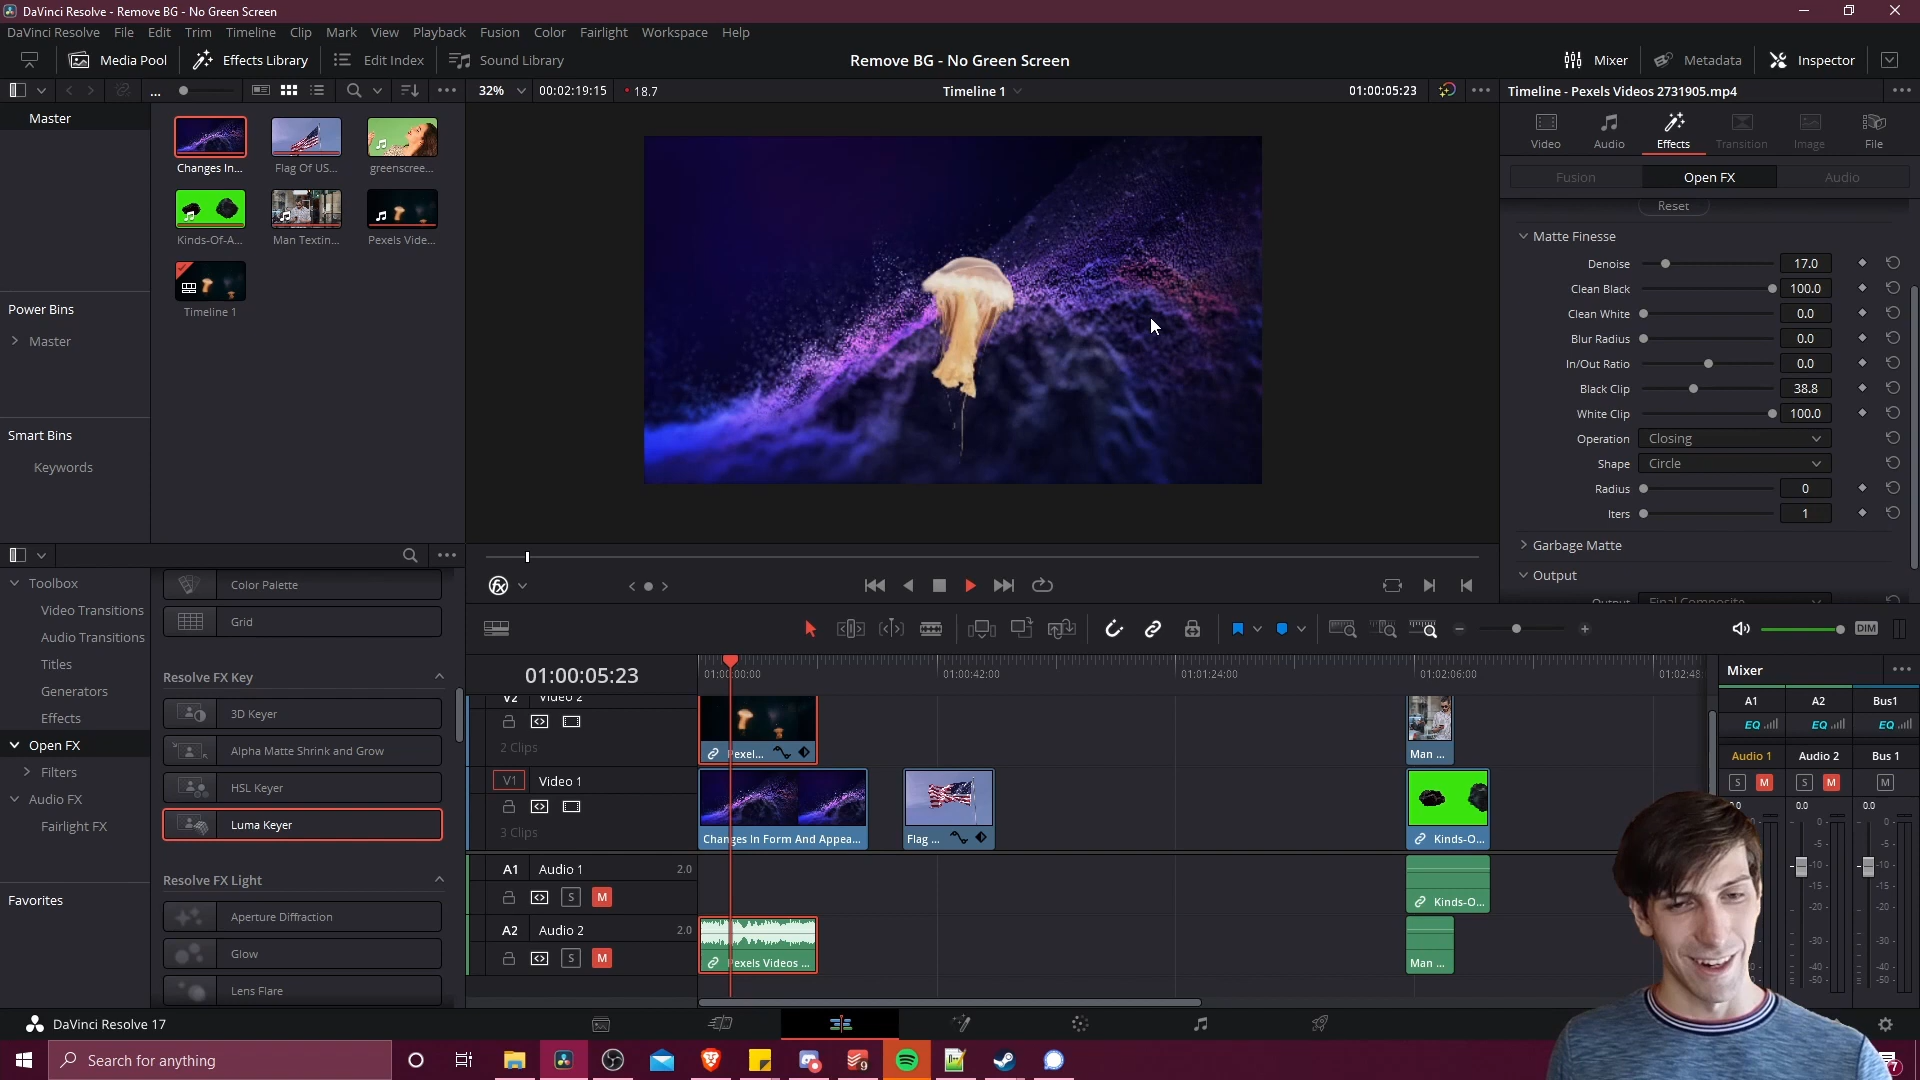 DaVinci Resolve - Remove BG - No Green Screen
DaVinci Resolve File Edit Trim Timeline Clip Mark View Playback Fusion Color Fairlight Workspace Help
Media Pool Effects Library Edit Index Sound Library
Remove BG - No Green Screen
Mixer Metadata Inspector
... 32% 00:02:19:15 18.7 Timeline 1 01:00:05:23
Timeline - Pexels Videos 2731905.mp4
Master
Changes In... Flag Of US... greenscree...
Kinds-Of-A... Man Textin... Pexels Vide...
Timeline 1
Power Bins
Master
Smart Bins
Keywords
Video Audio Effects Transition Image File
Fusion Open FX Audio
Reset
Matte Finesse
Denoise 17.0
Clean Black 100.0
Clean White 0.0
Blur Radius 0.0
In/Out Ratio 0.0
Black Clip 38.8
White Clip 100.0
Operation Closing
Shape Circle
Radius 0
Iters 1
Garbage Matte
Output
Output Final Composite
Toolbox
Video Transitions
Audio Transitions
Titles
Generators
Effects
Open FX
Filters
Audio FX
Fairlight FX
Favorites
Color Palette
Grid
Resolve FX Key
3D Keyer
Alpha Matte Shrink and Grow
HSL Keyer
Luma Keyer
Resolve FX Light
Aperture Diffraction
Glow
Lens Flare
DIM
01:00:05:23
01:00:00:00 01:00:42:00 01:01:24:00 01:02:06:00 01:02:48
V2 Video 2
2 Clips
Pexel... Man ...
V1 Video 1
3 Clips
Changes In Form And Appea... Flag ... Kinds-O...
A1 Audio 1 2.0
S M
Kinds-O...
A2 Audio 2 2.0
S M
Pexels Videos ... Man ...
Mixer
A1 A2 Bus1
EQ EQ EQ
Audio 1 Audio 2 Bus 1
S M S M M
0.0 0.0 0.0
DaVinci Resolve 17
Search for anything
9
7